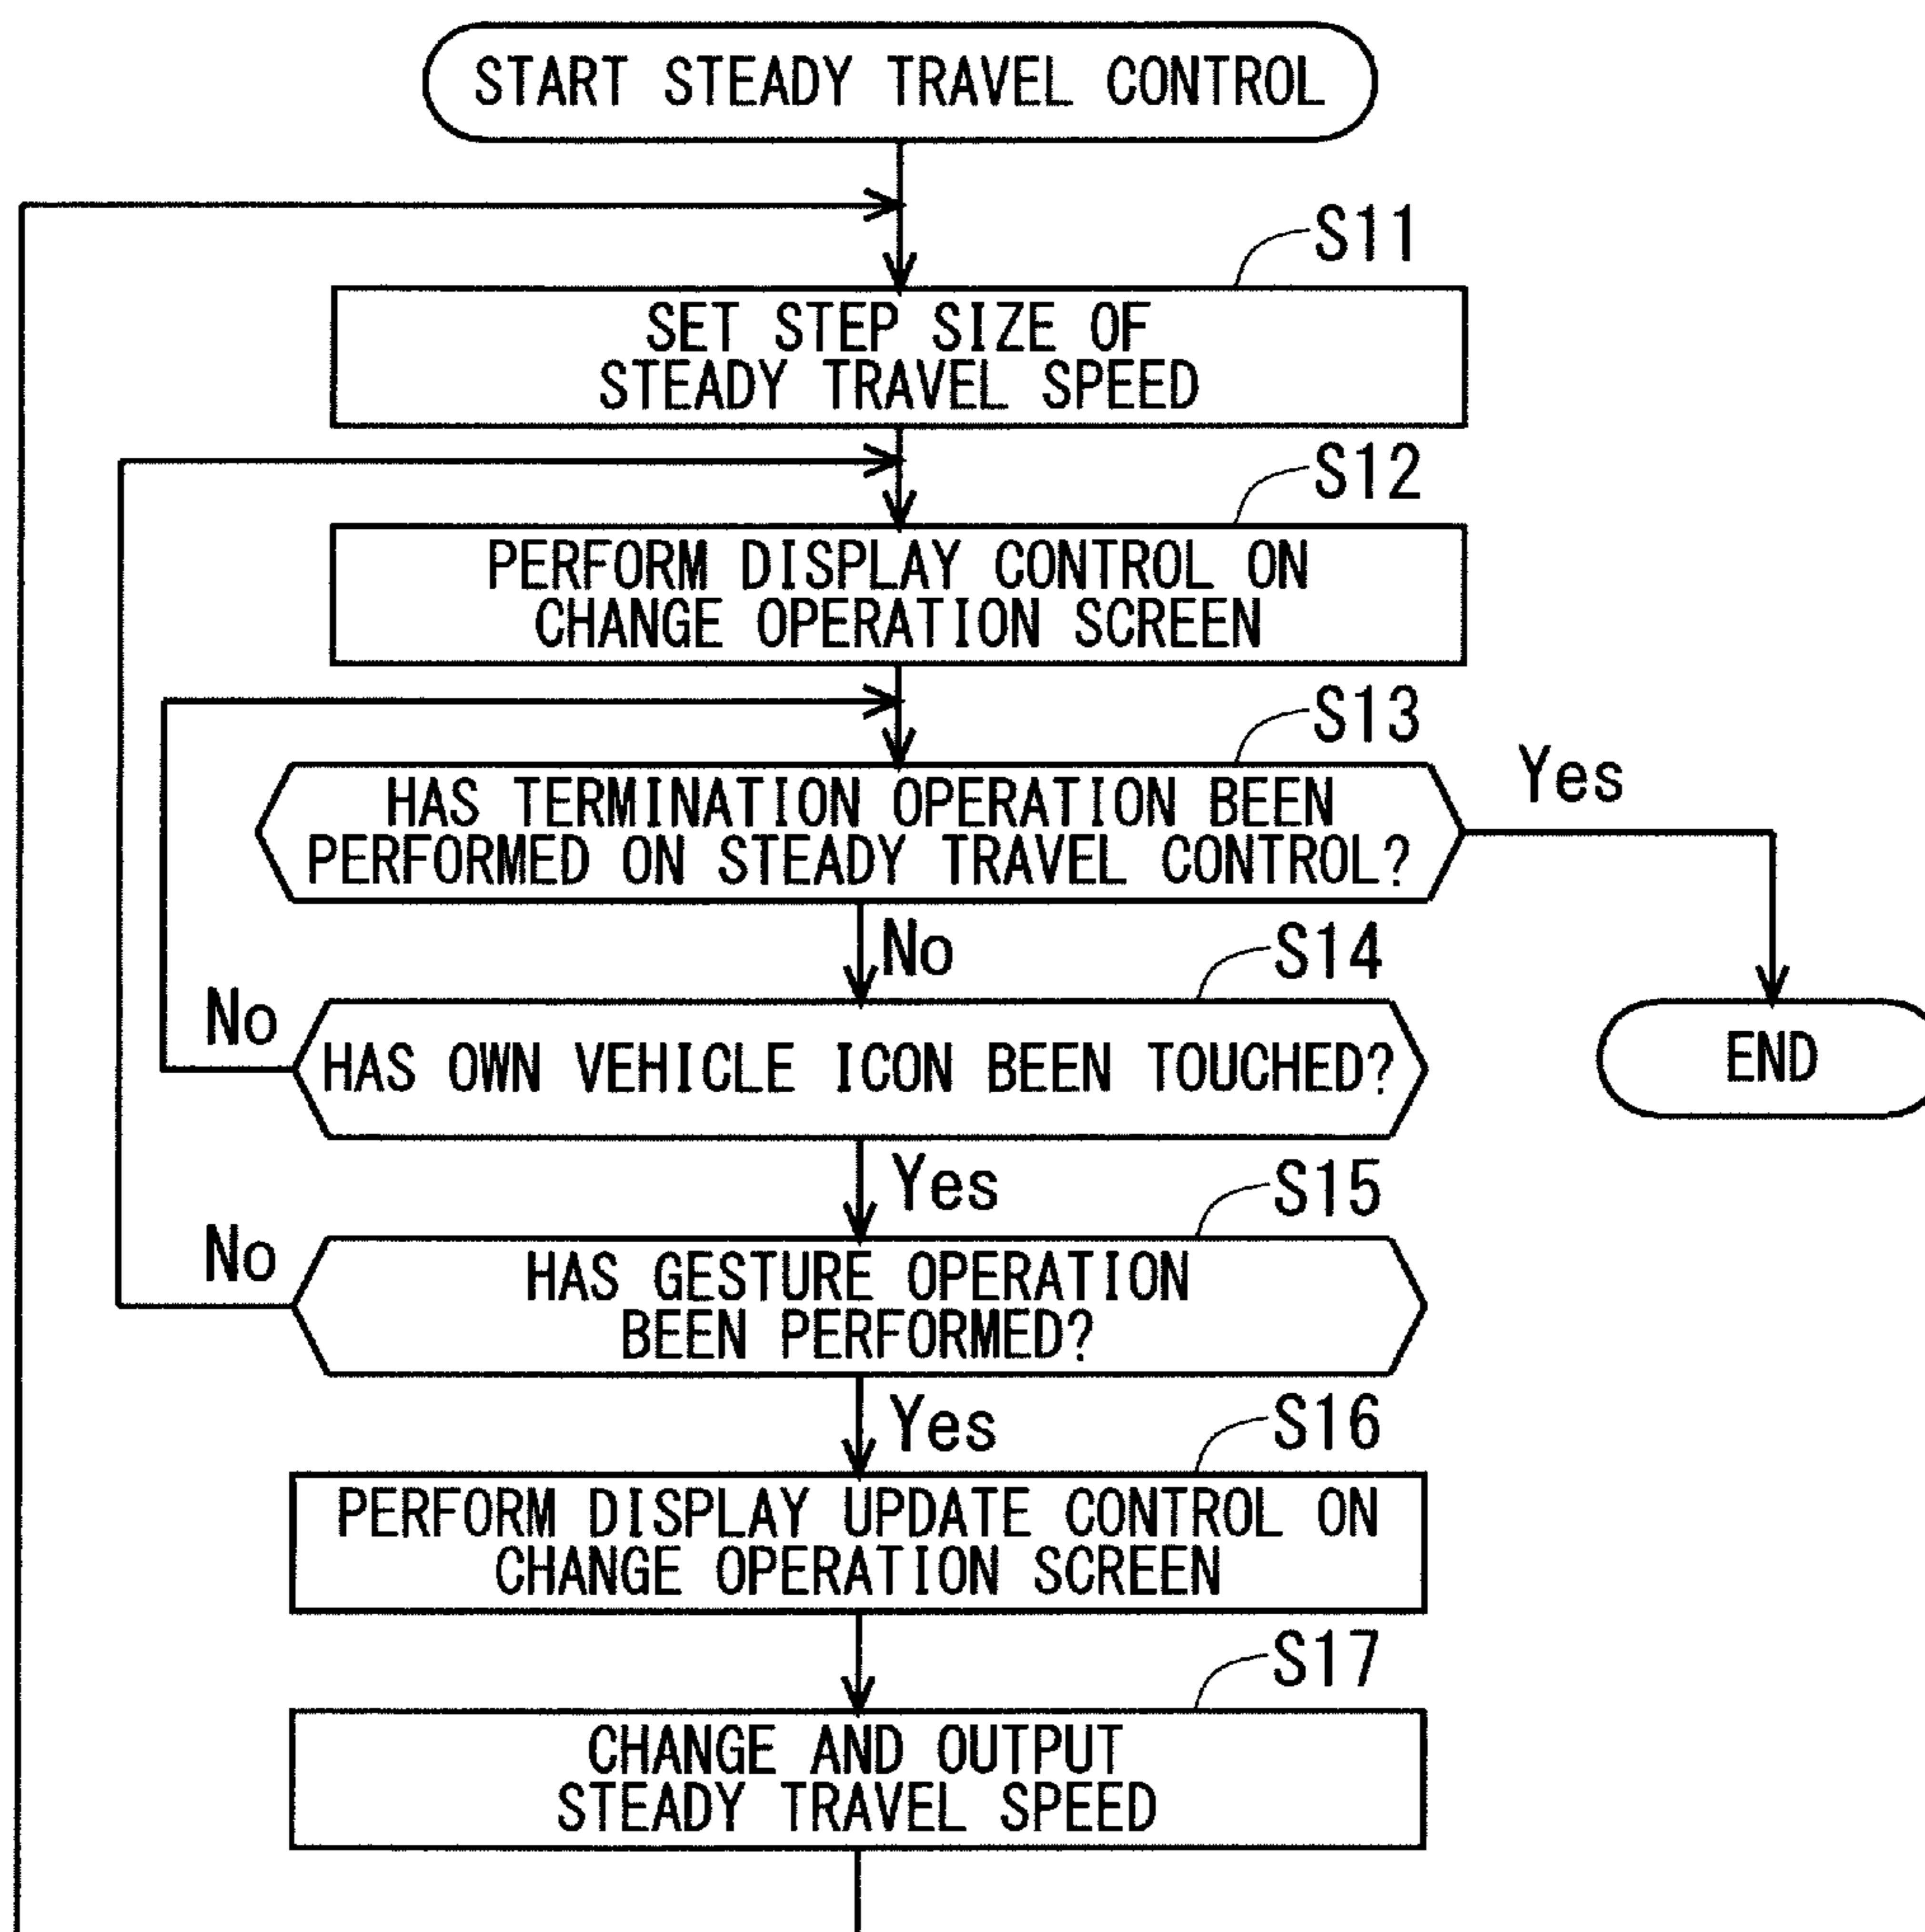 START STEADY TRAVEL CONTROL
S11
SET STEP SIZE OF
STEADY TRAVEL SPEED
S12
PERFORM DISPLAY CONTROL ON
CHANGE OPERATION SCREEN
S13
HAS TERMINATION OPERATION BEEN
PERFORMED ON STEADY TRAVEL CONTROL?
Yes
No
S14
No
HAS OWN VEHICLE ICON BEEN TOUCHED?
END
Yes
S15
No
HAS GESTURE OPERATION
BEEN PERFORMED?
Yes
S16
PERFORM DISPLAY UPDATE CONTROL ON
CHANGE OPERATION SCREEN
S17
CHANGE AND OUTPUT
STEADY TRAVEL SPEED